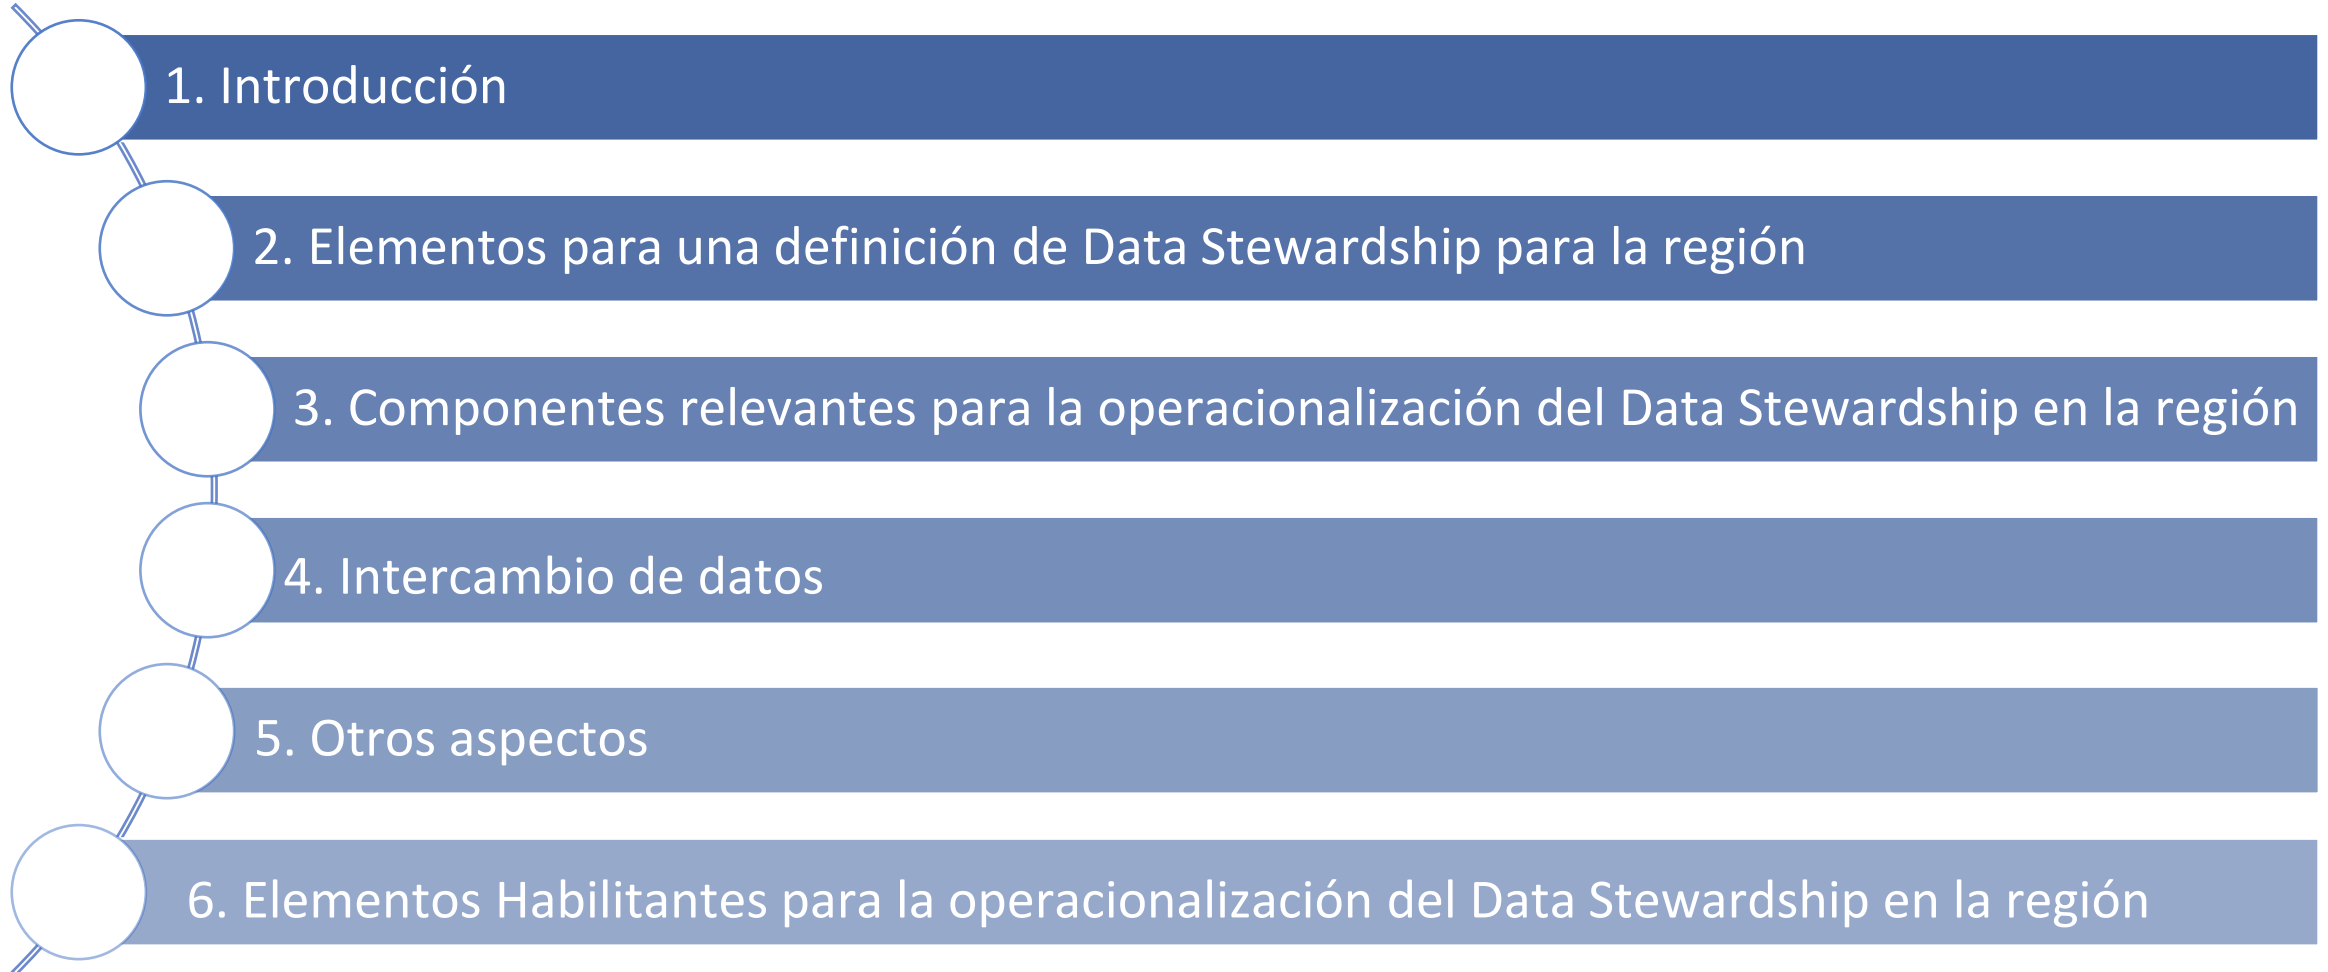 1. Introducción
2. Elementos para una definición de Data Stewardship para la región
3. Componentes relevantes para la operacionalización del Data Stewardship en la región
4. Intercambio de datos
5. Otros aspectos
6. Elementos Habilitantes para la operacionalización del Data Stewardship en la región